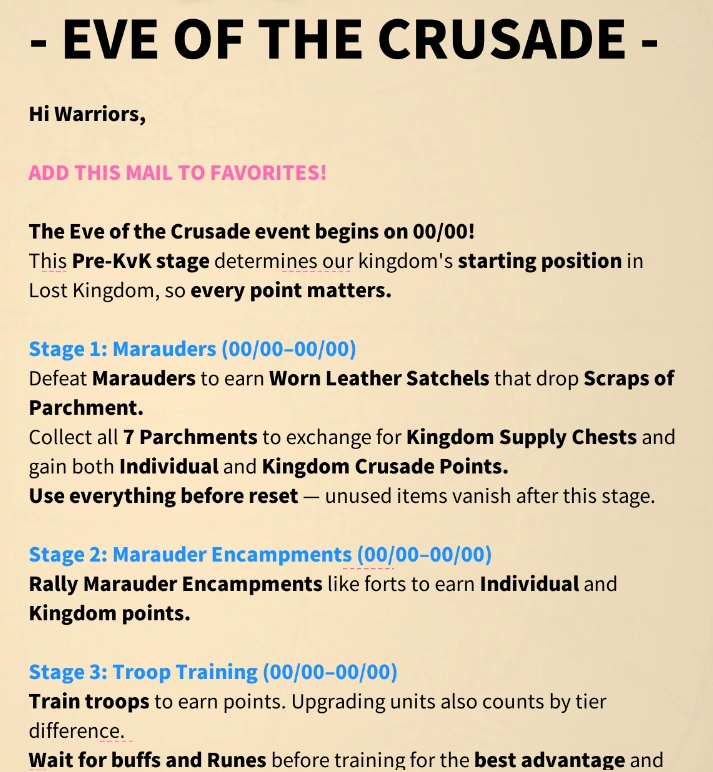 - EVE OF THE CRUSADE -
Hi Warriors,
ADD THIS MAIL TO FAVORITES!
The Eve of the Crusade event begins on 00/00!
This Pre-KvK stage determines our kingdom's starting position in
Lost Kingdom, so every point matters.
Stage 1: Marauders (00/00–00/00)
Defeat Marauders to earn Worn Leather Satchels that drop Scraps of
Parchment.
Collect all 7 Parchments to exchange for Kingdom Supply Chests and
gain both Individual and Kingdom Crusade Points.
Use everything before reset — unused items vanish after this stage.
Stage 2: Marauder Encampments (00/00–00/00)
Rally Marauder Encampments like forts to earn Individual and
Kingdom points.
Stage 3: Troop Training (00/00–00/00)
Train troops to earn points. Upgrading units also counts by tier
difference.
Wait for buffs and Runes before training for the best advantage and